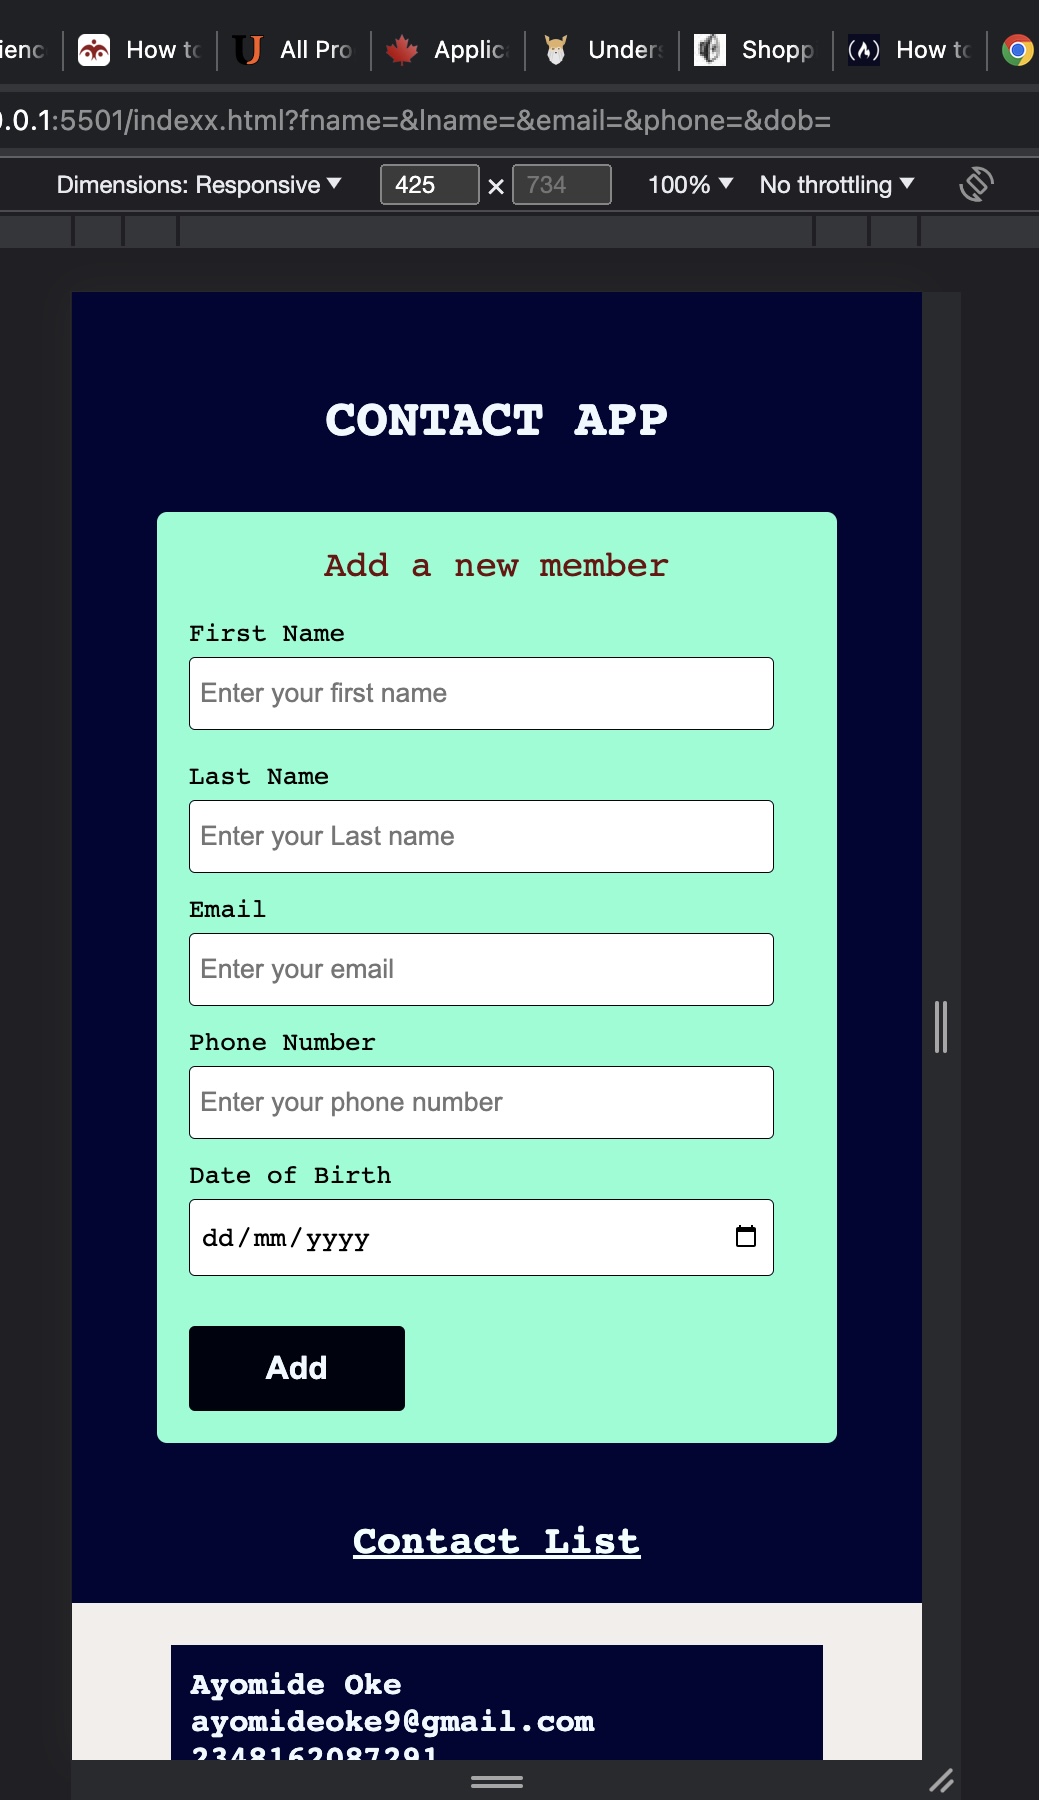 ienc How to All Pro Applic Unders Shopp How to
.0.1:5501/indexx.html?fname=&lname=&email=&phone=&dob=
Dimensions: Responsive 425 × 734 100% No throttling
CONTACT APP
Add a new member
First Name
Enter your first name
Last Name
Enter your Last name
Email
Enter your email
Phone Number
Enter your phone number
Date of Birth
dd/mm/yyyy
Add
Contact List
Ayomide Oke
ayomideoke9@gmail.com
2348162087291